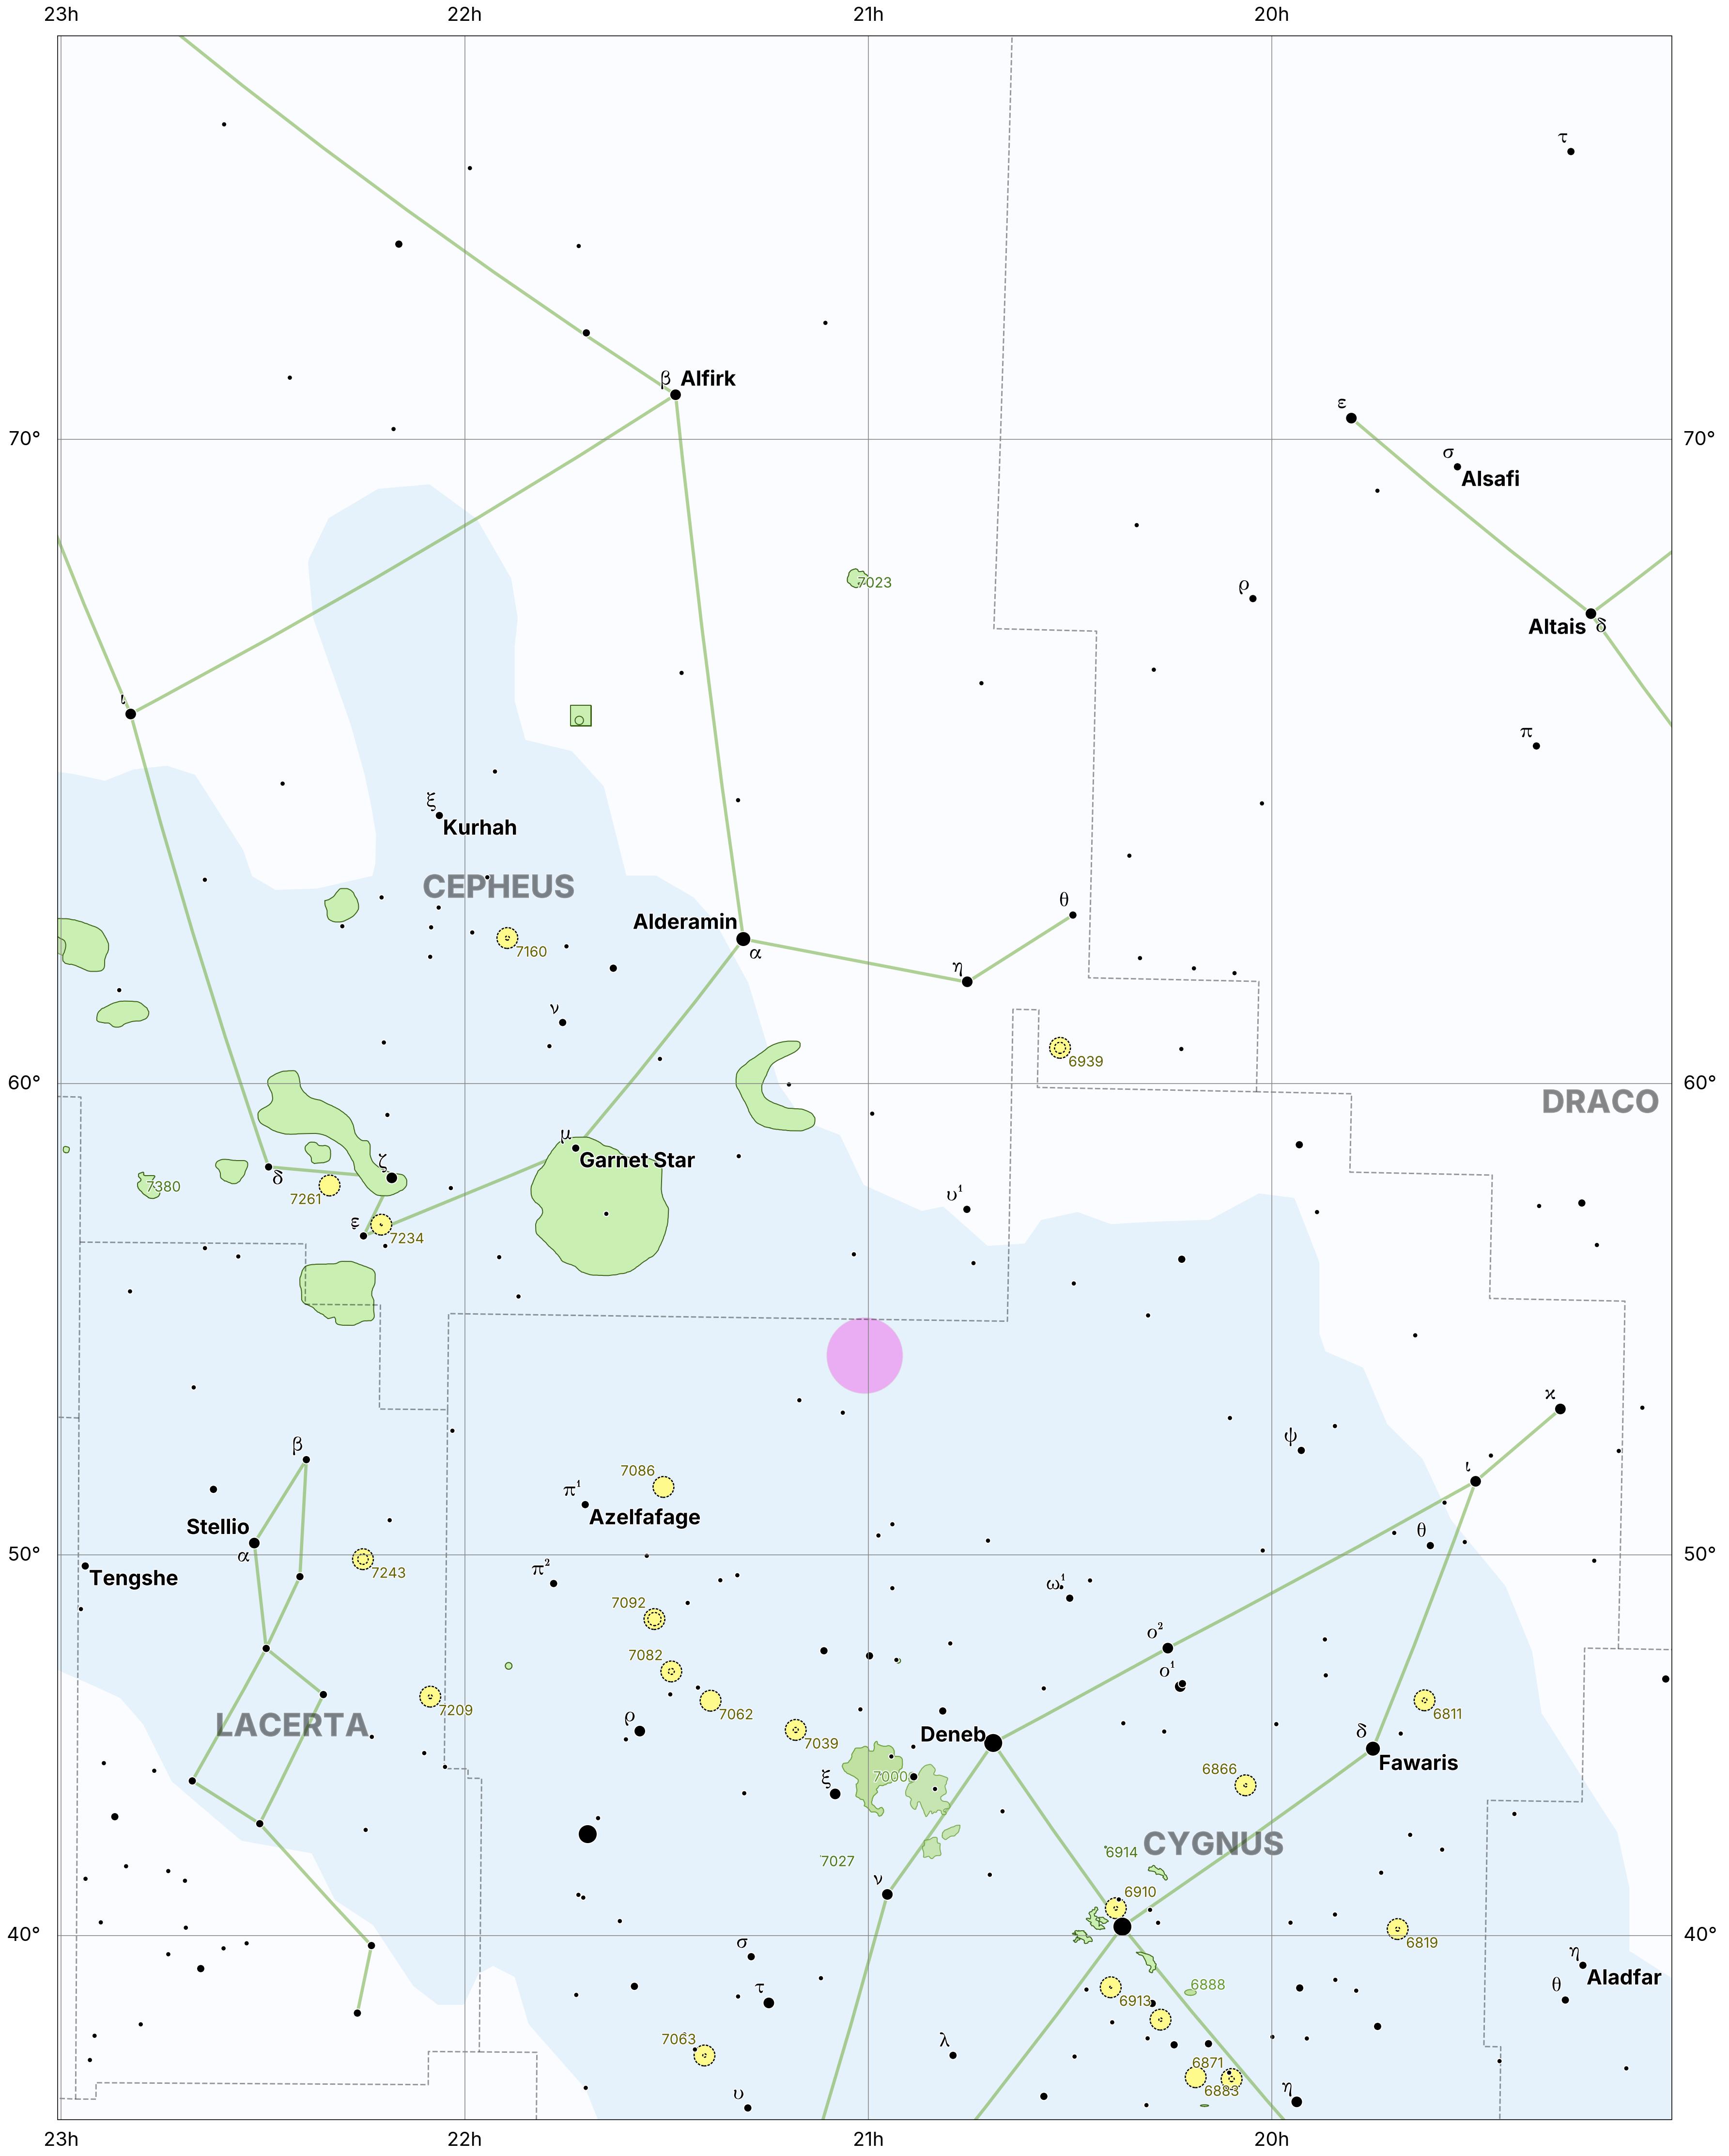 23h 22h 21h 20h
τ
β Alfirk
ε
70° 70°
σ
Alsafi
7023
ρ
Altais δ
ι
π
ξ
Kurhah
CEPHEUS
θ
Alderamin
α
7160
η
ν
6939
60° 60°
DRACO
μ
Garnet Star
ζ
δ
7380
7261
υ¹
ε
7234
κ
β
ψ
7086
ι
π¹
Azelfafage
Stellio
α
θ
50° 50°
π²
Tengshe
7243
ω¹
7092
ο²
7082
ο¹
7209
7062
6811
LACERTA
ρ
7039
Deneb
δ
Fawaris
6866
ξ
7000
CYGNUS
6914
7027
ν
6910
40° 40°
σ
6819
η
Aladfar
τ
6888
θ
6913
7063
λ
6871
6883
υ
η
23h 22h 21h 20h